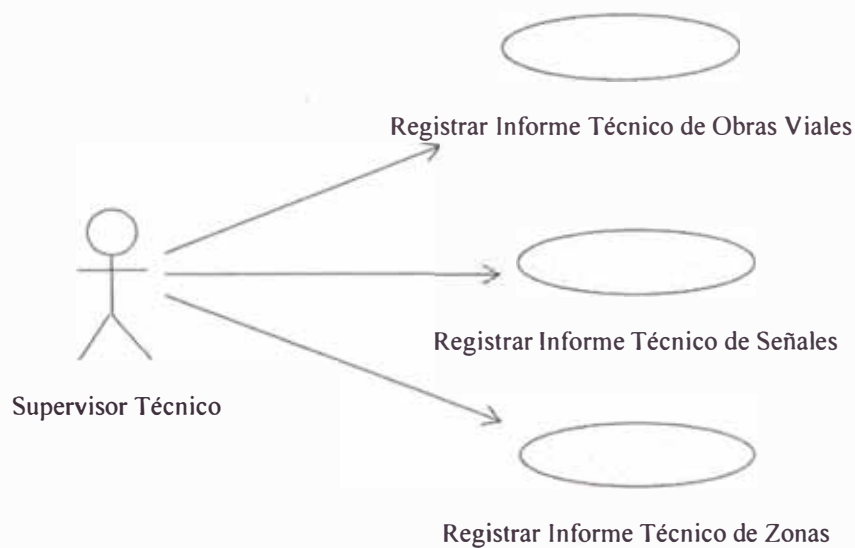 Registrar Informe Técnico de Obras Viales
Registrar Informe Técnico de Señales
Supervisor Técnico
Registrar Informe Técnico de Zonas